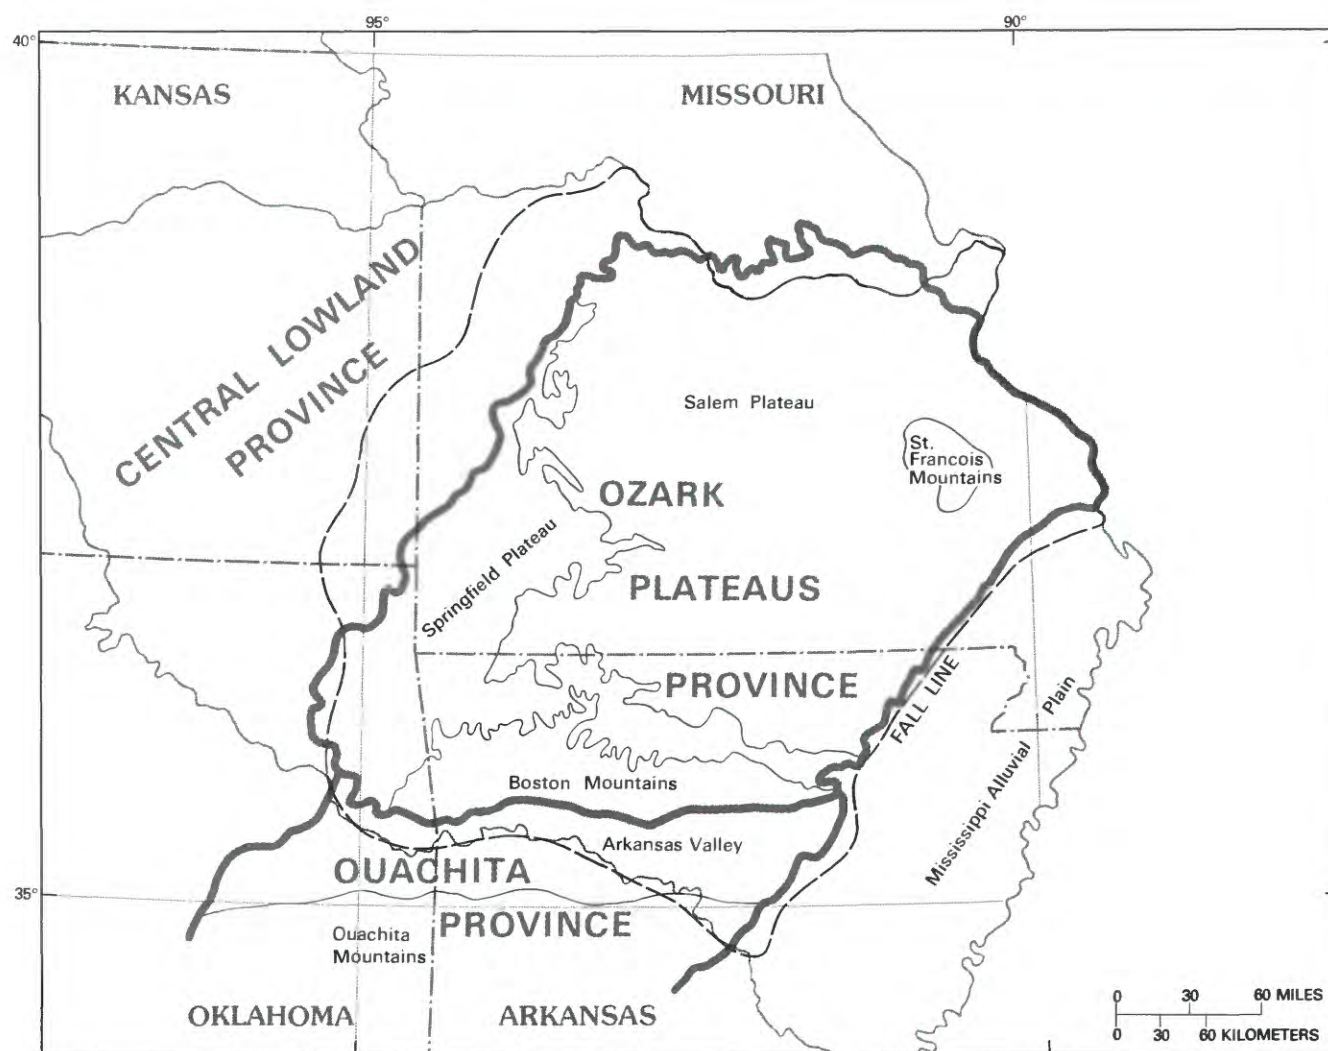 95°
90°
40°
KANSAS
MISSOURI
CENTRAL LOWLAND
PROVINCE
Salem Plateau
St.
Francois
Mountains
OZARK
Springfield Plateau
PLATEAUS
PROVINCE
FALL LINE
Plain
Mississippi Alluvial
Boston Mountains
Arkansas Valley
OUACHITA
35°
PROVINCE
Ouachita
Mountains
OKLAHOMA
ARKANSAS
0 30 60 MILES
0 30 60 KILOMETERS